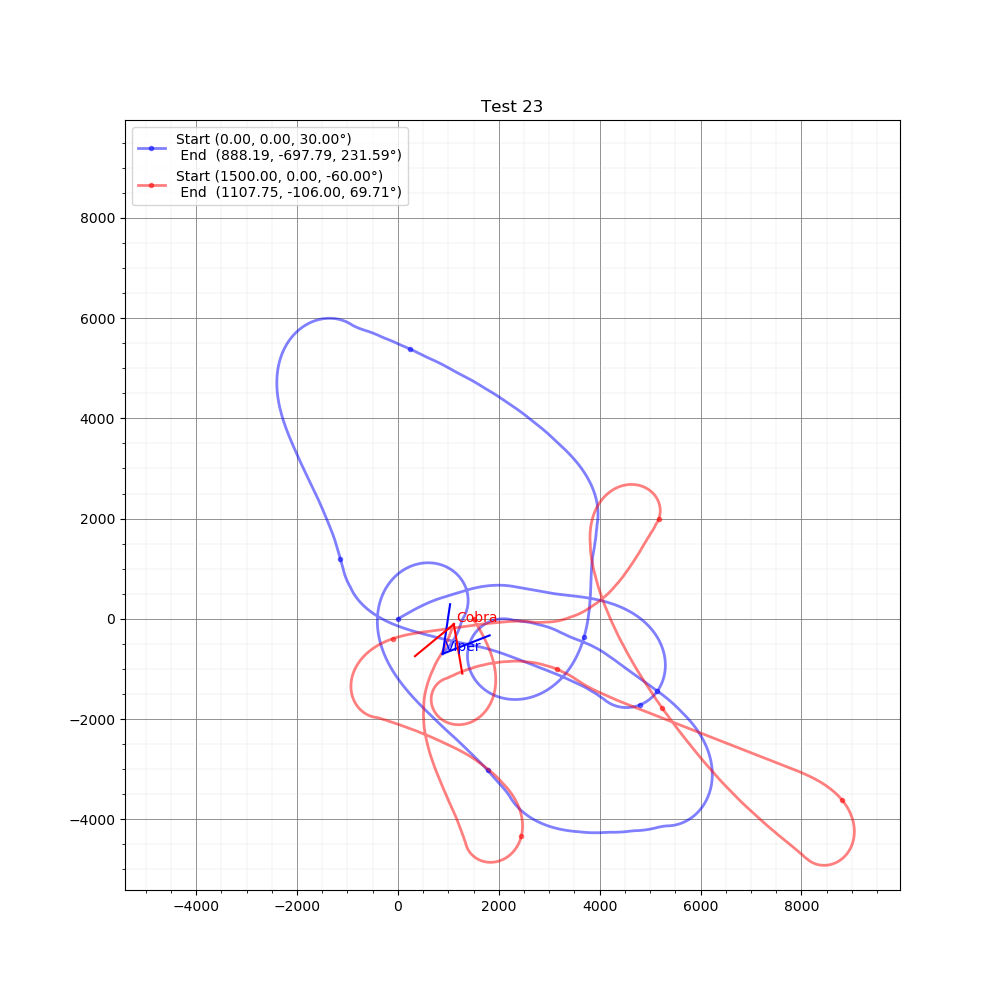 Test 23
Start (0.00, 0.00, 30.00°)
End (888.19, -697.79, 231.59°)
Start (1500.00, 0.00, -60.00°)
End (1107.75, -106.00, 69.71°)
8000
6000
4000
2000
0
−2000
−4000
Cobra
Viper
−4000
−2000
0
2000
4000
6000
8000